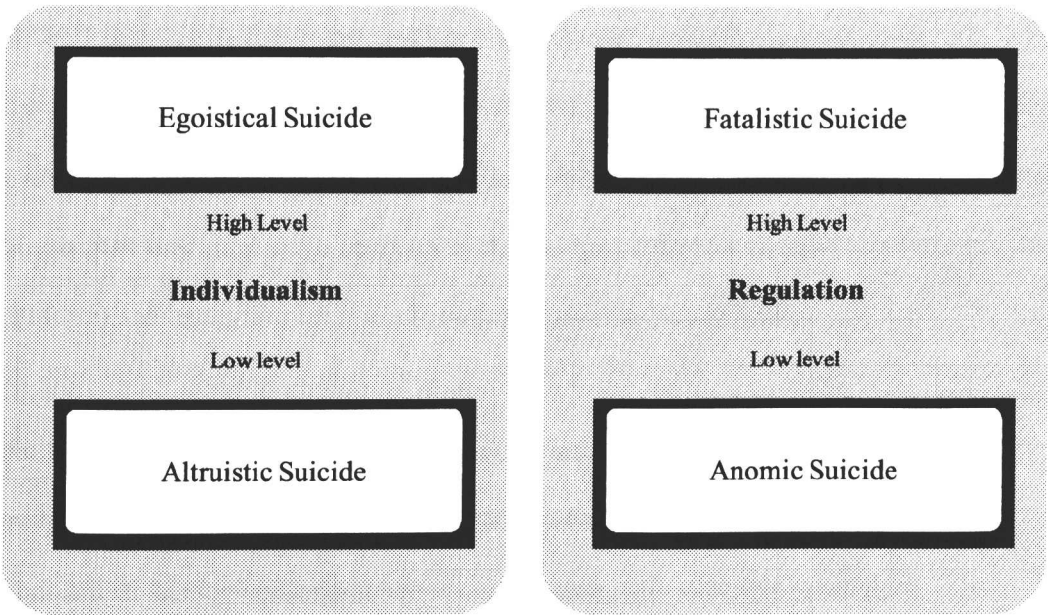 Egoistical Suicide
High Level
Individualism
Low level
Altruistic Suicide
Fatalistic Suicide
High Level
Regulation
Low level
Anomic Suicide